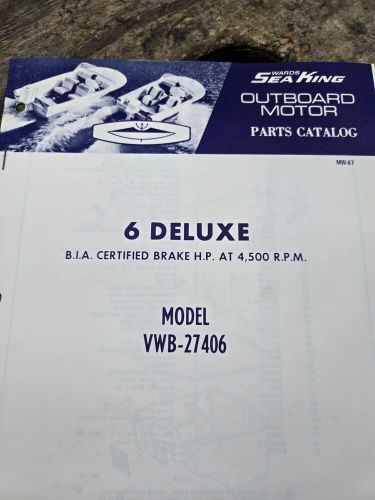 WARDS
SEA KING
OUTBOARD
MOTOR
PARTS CATALOG
MW-67
6 DELUXE
B.I.A. CERTIFIED BRAKE H.P. AT 4,500 R.P.M.
MODEL
VWB-27406